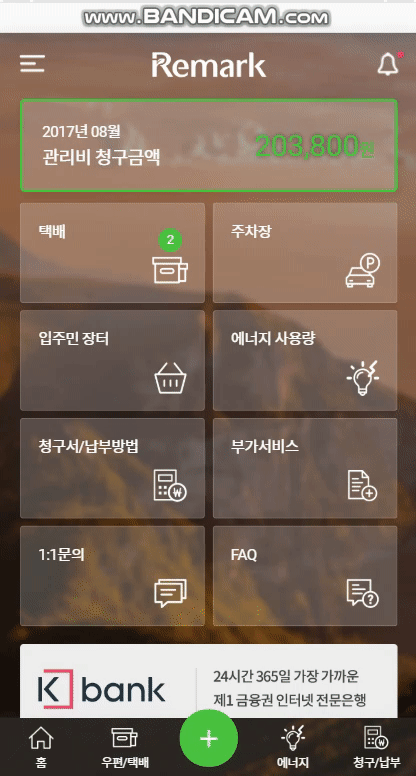 www.BANDICAM.com
Remark
2017년 08월
관리비 청구금액
203,800원
택배
2
주차장
입주민 장터
에너지 사용량
청구서/납부방법
부가서비스
1:1문의
FAQ
K bank
24시간 365일 가장 가까운
제1 금융권 인터넷 전문은행
홈
우편/택배
에너지
청구/납부